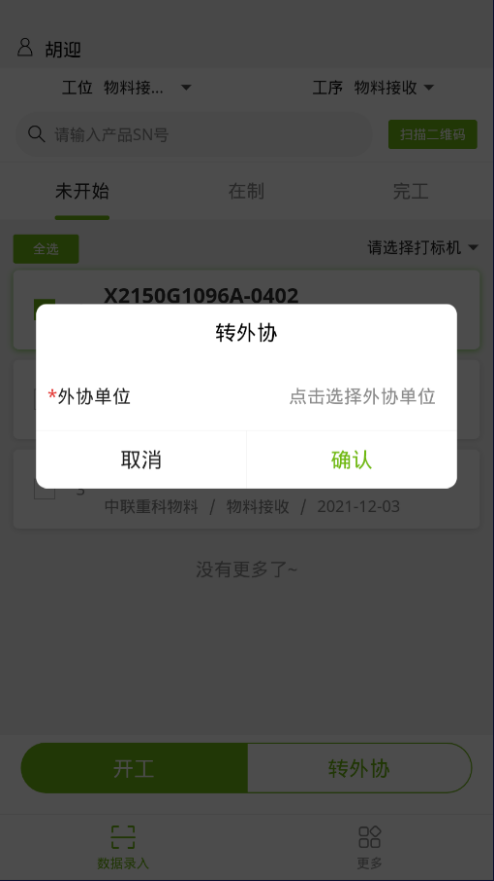 胡迎
工位 物料接... 工序 物料接收
请输入产品SN号 扫描二维码
未开始 在制 完工
全选 请选择打标机
X2150G1096A-0402
转外协
*外协单位 点击选择外协单位
取消 确认
3
中联重科物料 / 物料接收 / 2021-12-03
没有更多了~
开工 转外协
数据录入 更多